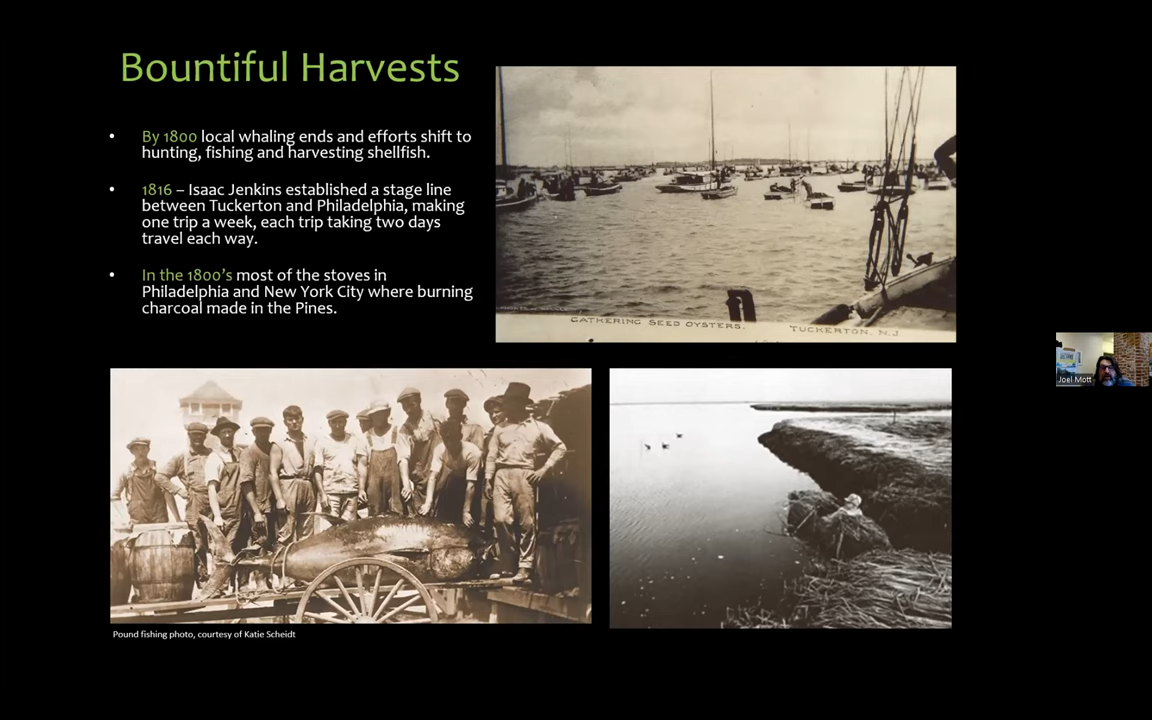 Bountiful Harvests
• By 1800 local whaling ends and efforts shift to
hunting, fishing and harvesting shellfish.
• 1816 – Isaac Jenkins established a stage line
between Tuckerton and Philadelphia, making
one trip a week, each trip taking two days
travel each way.
• In the 1800's most of the stoves in
Philadelphia and New York City where burning
charcoal made in the Pines.
GATHERING SEED OYSTERS. TUCKERTON, N.J.
Joel Mott
Pound fishing photo, courtesy of Katie Scheidt